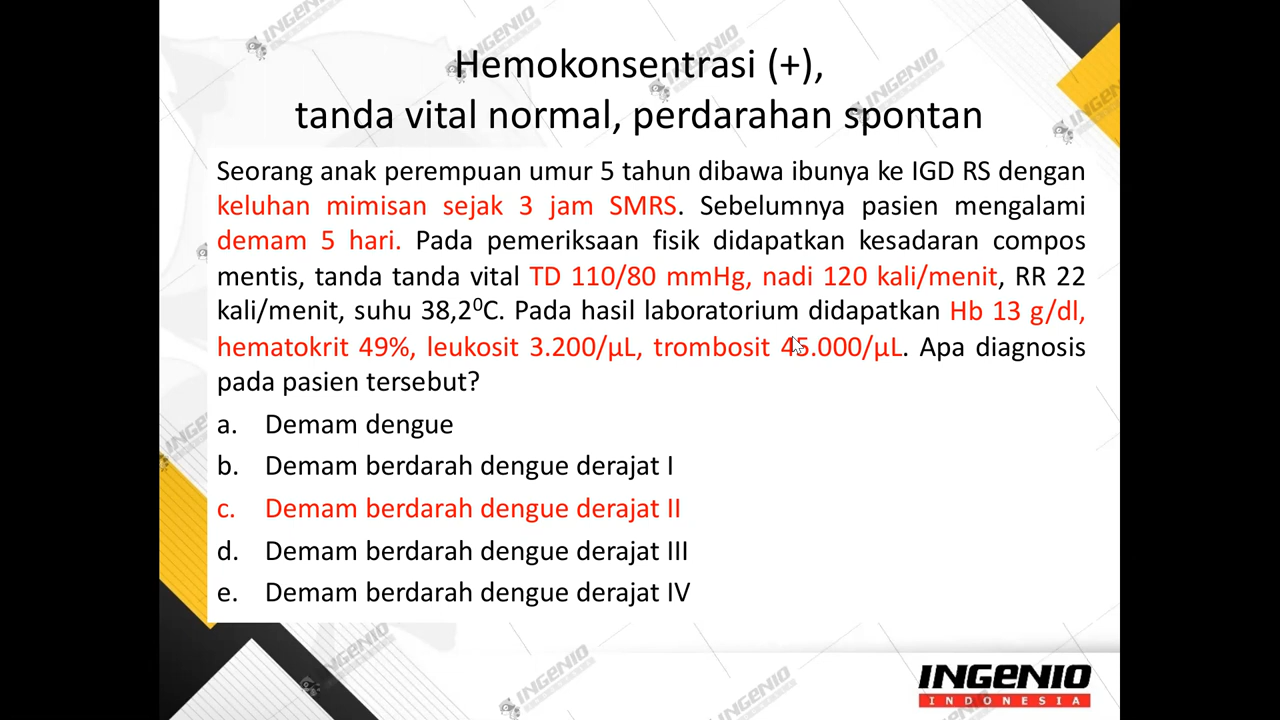 Hemokonsentrasi (+),
tanda vital normal, perdarahan spontan
Seorang anak perempuan umur 5 tahun dibawa ibunya ke IGD RS dengan
keluhan mimisan sejak 3 jam SMRS. Sebelumnya pasien mengalami
demam 5 hari. Pada pemeriksaan fisik didapatkan kesadaran compos
mentis, tanda tanda vital TD 110/80 mmHg, nadi 120 kali/menit, RR 22
kali/menit, suhu 38,2⁰C. Pada hasil laboratorium didapatkan Hb 13 g/dl,
hematokrit 49%, leukosit 3.200/µL, trombosit 45.000/µL. Apa diagnosis
pada pasien tersebut?
a. Demam dengue
b. Demam berdarah dengue derajat I
c. Demam berdarah dengue derajat II
d. Demam berdarah dengue derajat III
e. Demam berdarah dengue derajat IV
INGENIO
INDONESIA